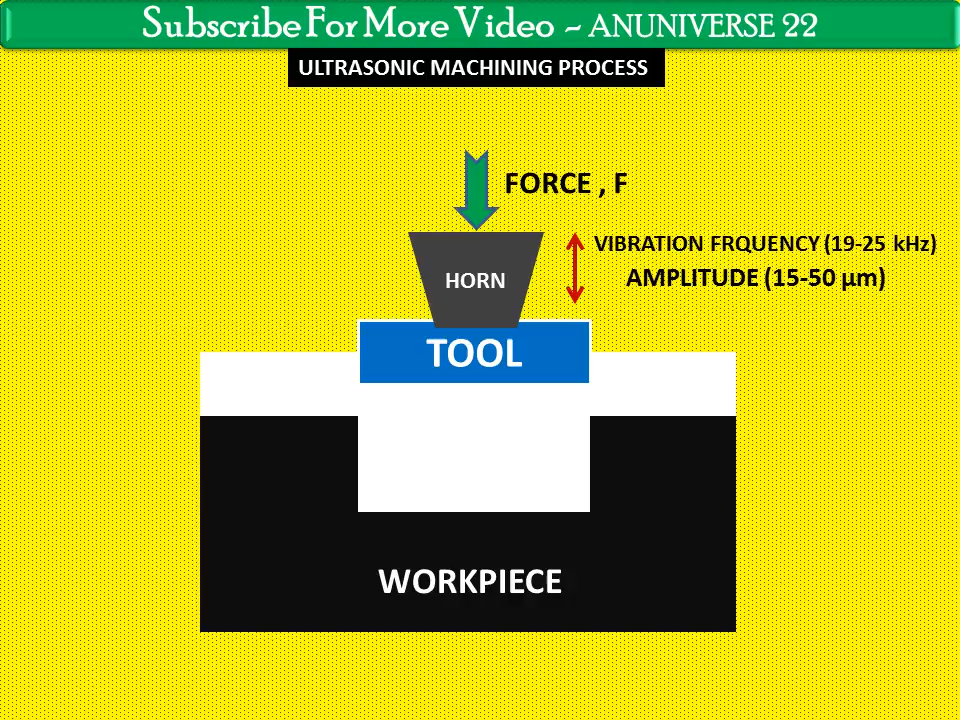 Subscribe For More Video - ANUNIVERSE 22
ULTRASONIC MACHINING PROCESS
FORCE , F
VIBRATION FRQUENCY (19-25 kHz)
AMPLITUDE (15-50 µm)
HORN
TOOL
WORKPIECE